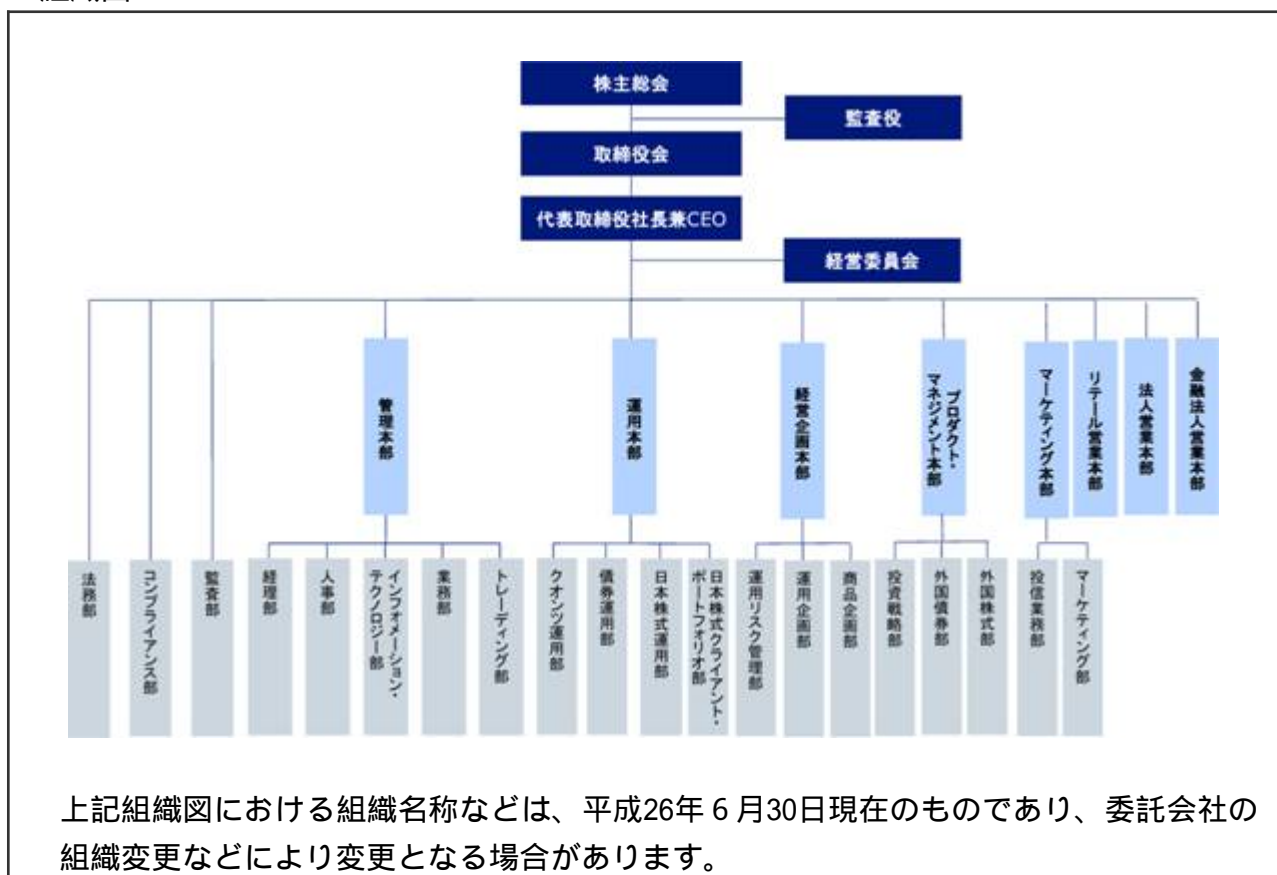 株主総会
監査役
取締役会
代表取締役社長兼CEO
経営委員会
管理本部
運用本部
経営企画本部
プロダクト・
マネジメント本部
マーケティング本部
リテール営業本部
法人営業本部
金融法人営業本部
法務部
コンプライアンス部
監査部
経理部
人事部
インフォメーション・
テクノロジー部
業務部
トレーディング部
クオンツ運用部
債券運用部
日本株式運用部
日本株式クライアント・
ポートフォリオ部
運用リスク管理部
運用企画部
商品企画部
投資戦略部
外国債券部
外国株式部
投信業務部
マーケティング部
上記組織図における組織名称などは、平成26年6月30日現在のものであり、委託会社の
組織変更などにより変更となる場合があります。